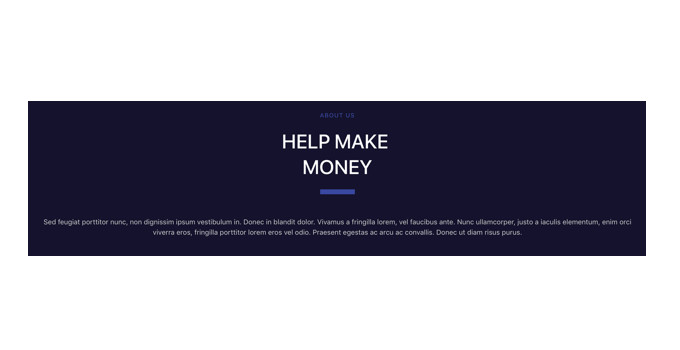 ABOUT US
HELP MAKE
MONEY
Sed feugiat porttitor nunc, non dignissim ipsum vestibulum in. Donec in blandit dolor. Vivamus a fringilla lorem, vel faucibus ante. Nunc ullamcorper, justo a iaculis elementum, enim orci
viverra eros, fringilla porttitor lorem eros vel odio. Praesent egestas ac arcu ac convallis. Donec ut diam risus purus.